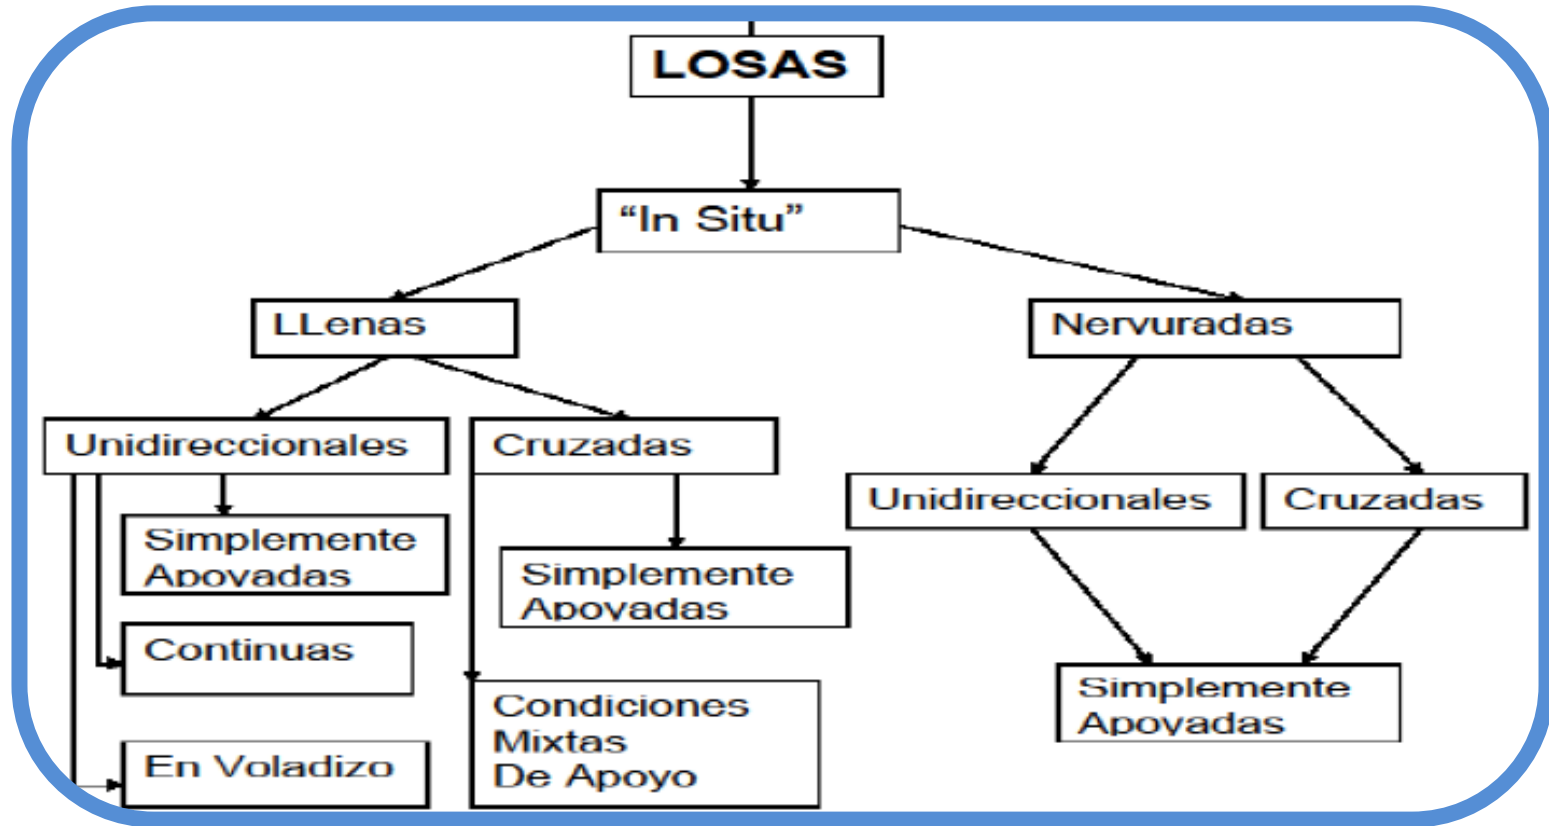 LOSAS
“In Situ”
LLenas
Nervuradas
Unidireccionales
Cruzadas
Unidireccionales
Cruzadas
Simplemente
Apoyadas
Simplemente
Apoyadas
Continuas
Simplemente
Apoyadas
Condiciones
Mixtas
De Apoyo
En Voladizo